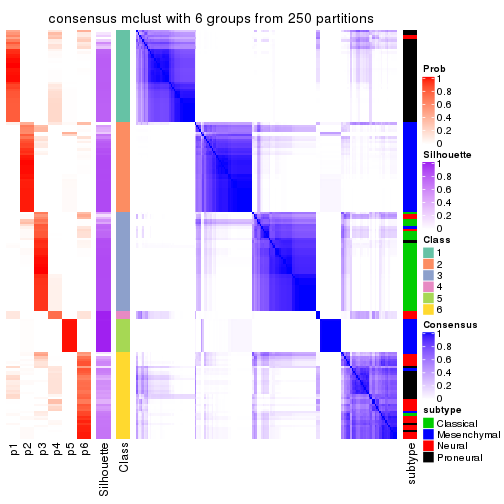 consensus mclust with 6 groups from 250 partitions
Prob
1
0.8
0.6
0.4
0.2
0
Silhouette
1
0.8
0.6
0.4
0.2
0
Class
1
2
3
4
5
6
Consensus
1
0.8
0.6
0.4
0.2
0
subtype
Classical
Mesenchymal
Neural
Proneural
p1
p2
p3
p4
p5
p6
Silhouette
Class
subtype